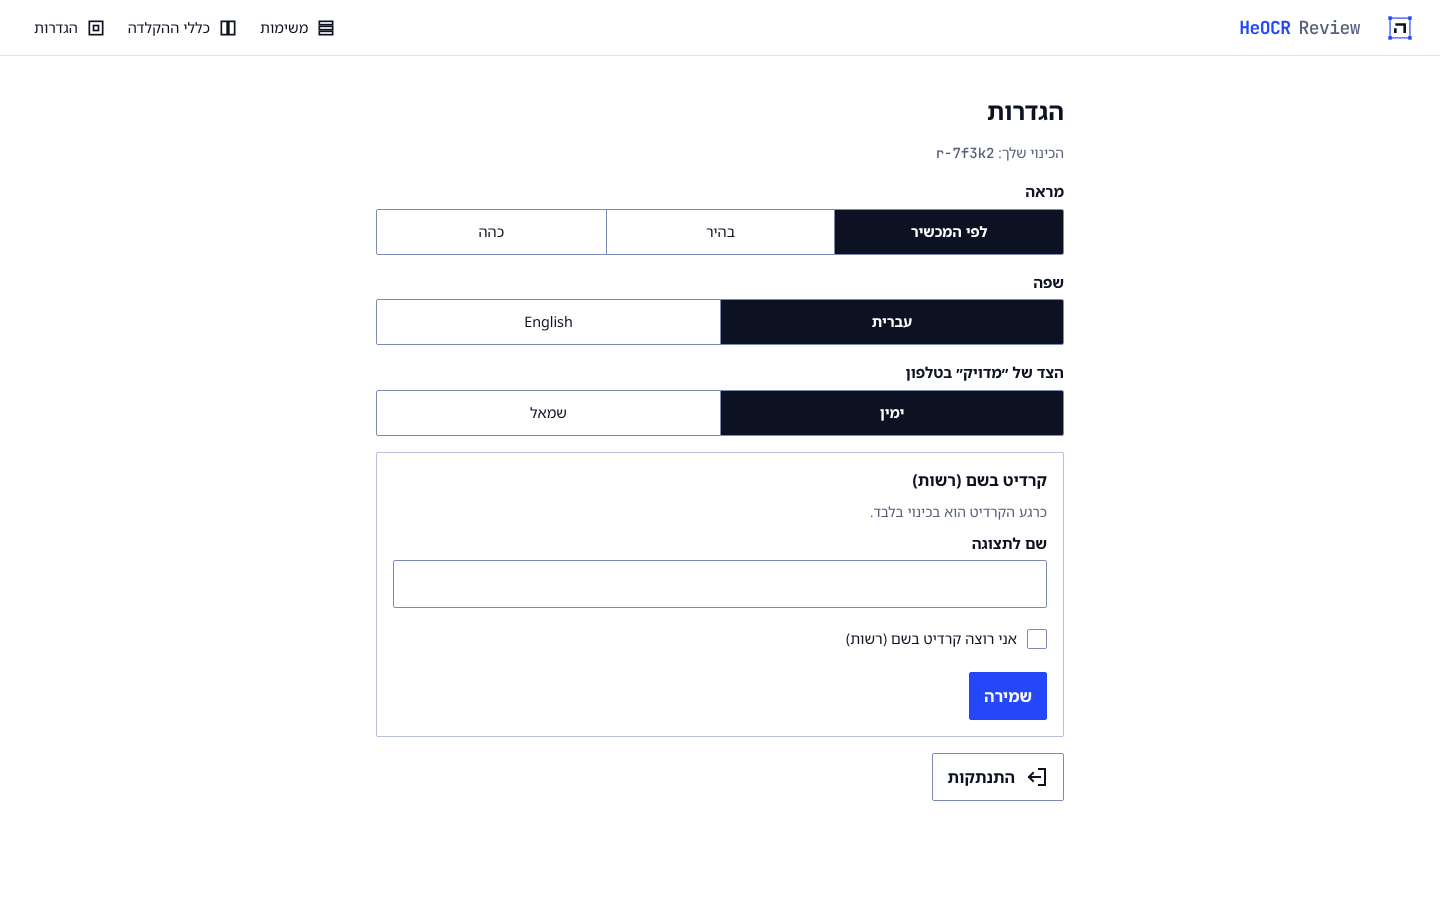 ה HeOCR Review
משימות
כללי ההקלדה
הגדרות
הגדרות
הכינוי שלך: r-7f3k2
מראה
לפי המכשיר
בהיר
כהה
שפה
עברית
English
הצד של ״מדויק״ בטלפון
ימין
שמאל
קרדיט בשם (רשות)
כרגע הקרדיט הוא בכינוי בלבד.
שם לתצוגה
אני רוצה קרדיט בשם (רשות)
שמירה
התנתקות